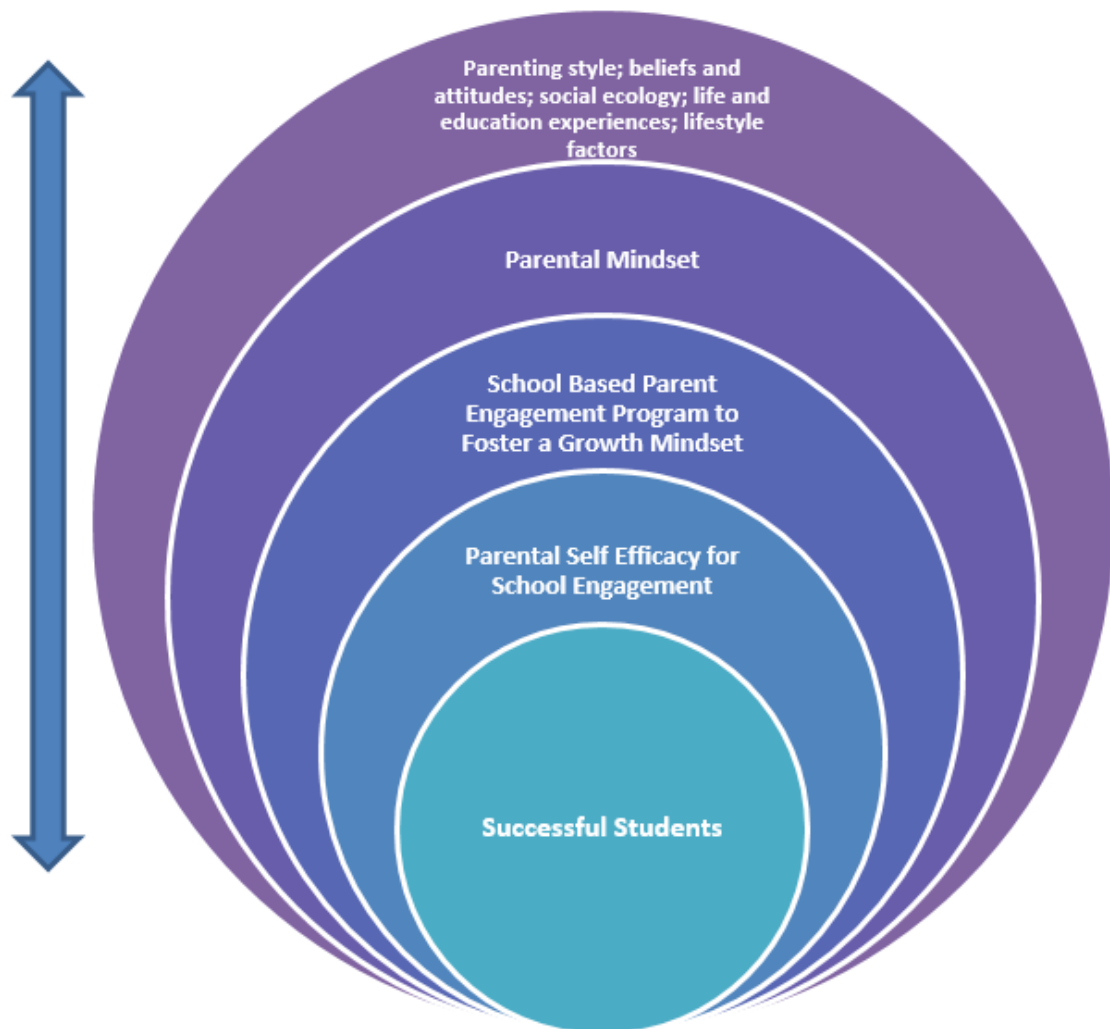 Parenting style; beliefs and
attitudes; social ecology; life and
education experiences; lifestyle
factors
Parental Mindset
School Based Parent
Engagement Program to
Foster a Growth Mindset
Parental Self Efficacy for
School Engagement
Successful Students